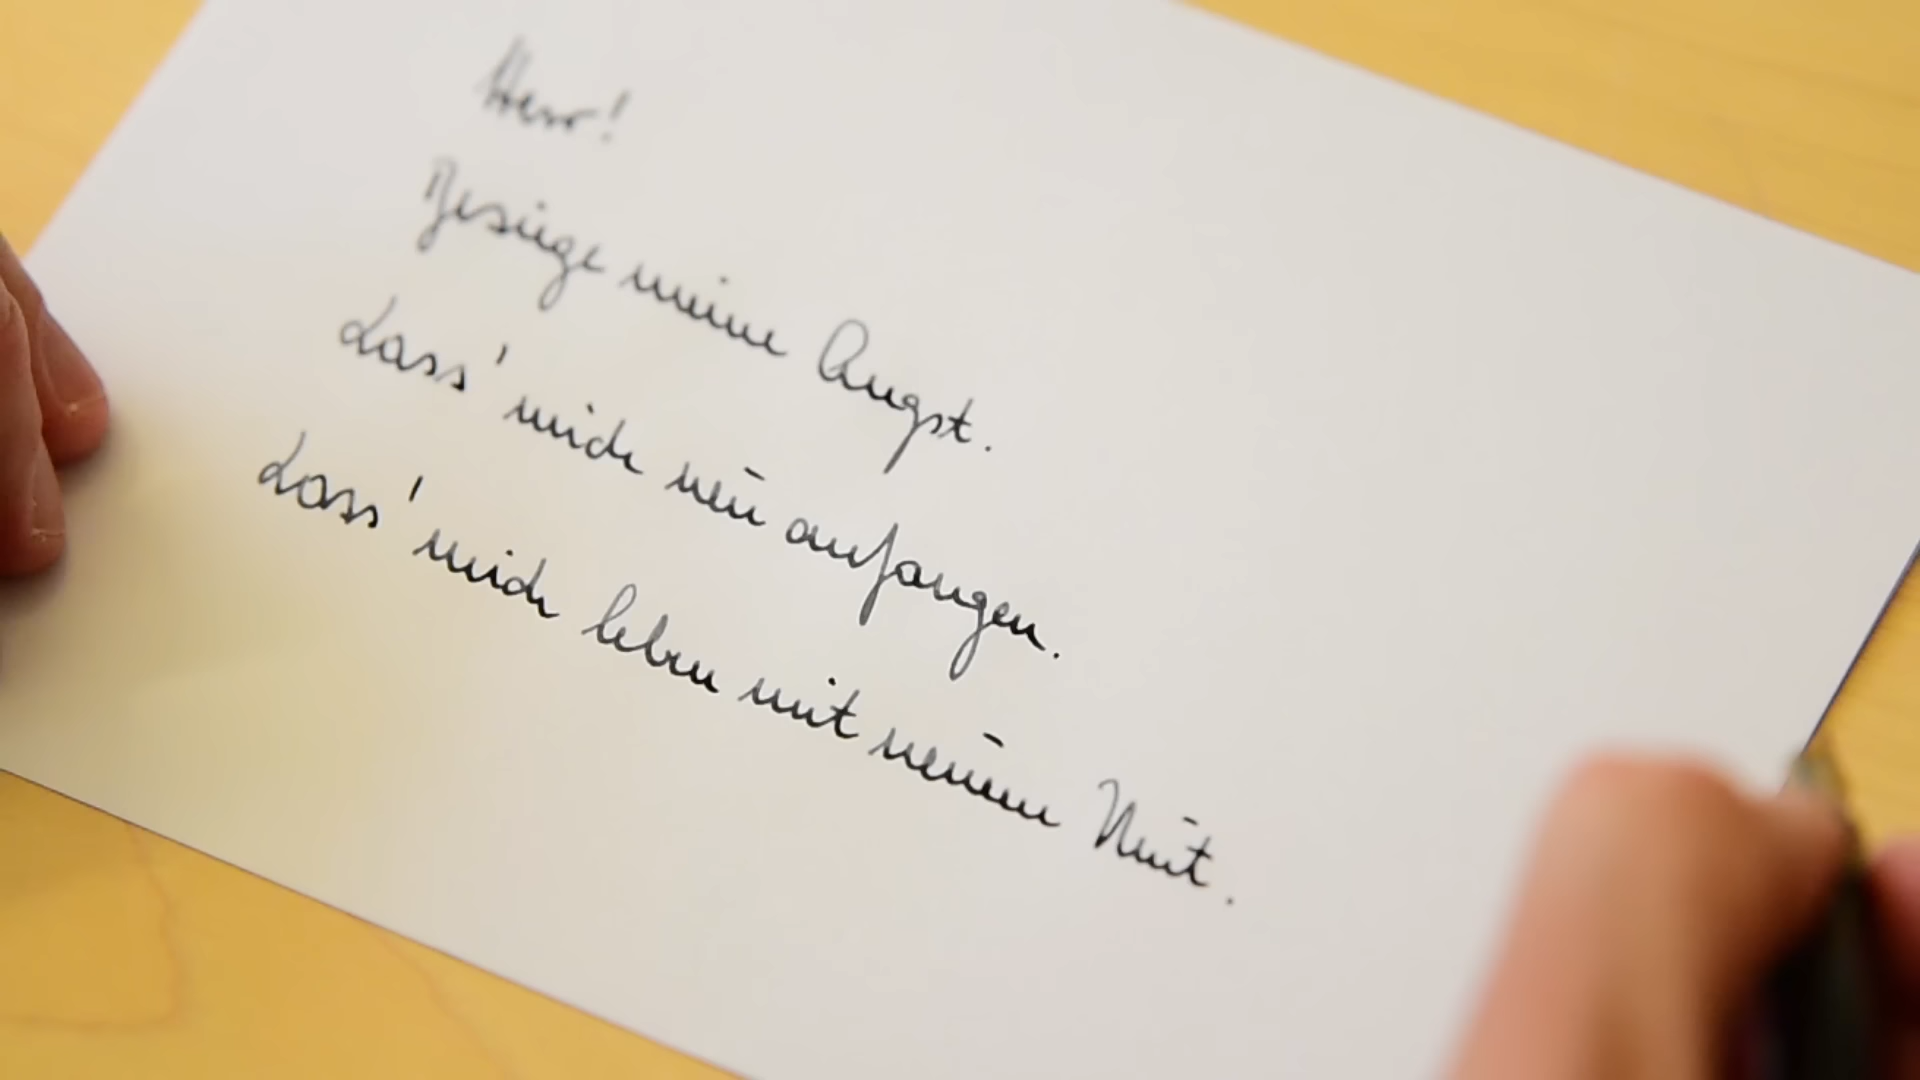 Herr!
Besiege meine Angst.
Lass' mich neu anfangen.
Lass' mich leben mit neuem Mut.